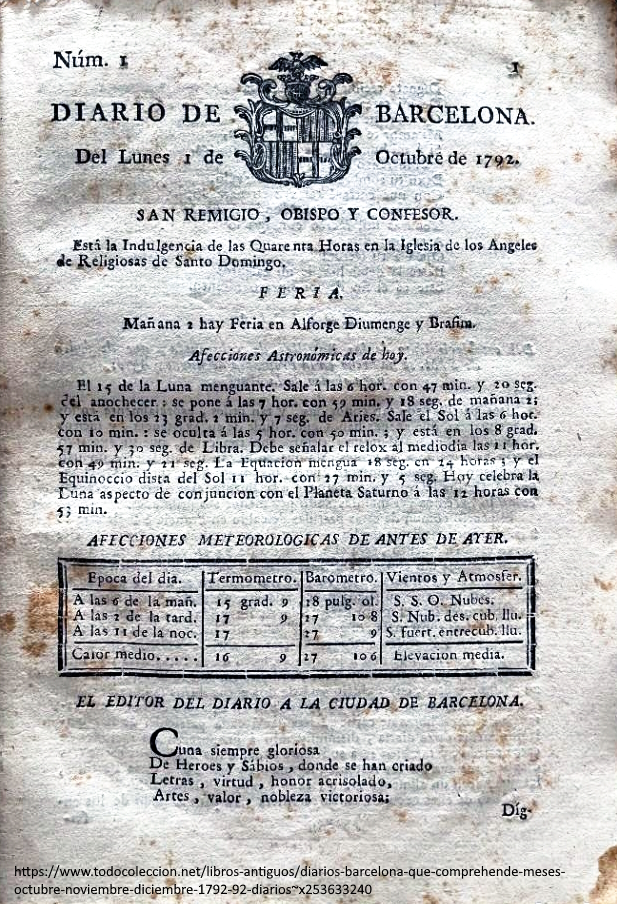 Núm. 1
1
DIARIO DE BARCELONA.
Del Lunes 1 de Octubre de 1792.
SAN REMIGIO, OBISPO Y CONFESOR.
Está la Indulgencia de las Quarenta Horas en la Iglesia de los Angeles
de Religiosas de Santo Domingo.
FERIA.
Mañana 2 hay Feria en Alforge Diumenge y Brafim.
Afecciones Astronómicas de hoy.
El 15 de la Luna menguante. Sale á las 6 hor. con 47 min. y 20 seg.
del anochecer: se pone á las 7 hor. con 59 min. y 18 seg. de mañana 2;
y está en los 23 grad. 2 min. y 7 seg. de Aries. Sale el Sol á las 6 hor.
con 10 min.: se oculta á las 5 hor. con 50 min.; y está en los 8 grad.
57 min. y 30 seg. de Libra. Debe señalar el relox al mediodia las 11 hor.
con 49 min. y 21 seg. La Equacion mengua 18 seg. en 24 horas; y el
Equinoccio dista del Sol 11 hor. con 27 min. y 5 seg. Hoy celebra la
Luna aspecto de conjuncion con el Planeta Saturno á las 12 horas con
53 min.
AFECCIONES METEOROLOGICAS DE ANTES DE AYER.
Epoca del dia. Termometro. Barometro. Vientos y Atmosfer.
A las 6 de la mañ. 15 grad. 9 28 pulg. 0l. S. S. O. Nubes.
A las 2 de la tard. 17 9 27 10 8 S. Nub. des. cub. llu.
A las 11 de la noc. 17 27 9 S. fuert. entrecub. llu.
Calor medio..... 16 9 27 10 6 Elevacion media.
EL EDITOR DEL DIARIO A LA CIUDAD DE BARCELONA.
Cuna siempre gloriosa
De Heroes y Sábios, donde se han criado
Letras, virtud, honor acrisolado,
Artes, valor, nobleza victoriosa;
Díg-
https://www.todocoleccion.net/libros-antiguos/diarios-barcelona-que-comprehende-meses-
octubre-noviembre-diciembre-1792-92-diarios~x253633240